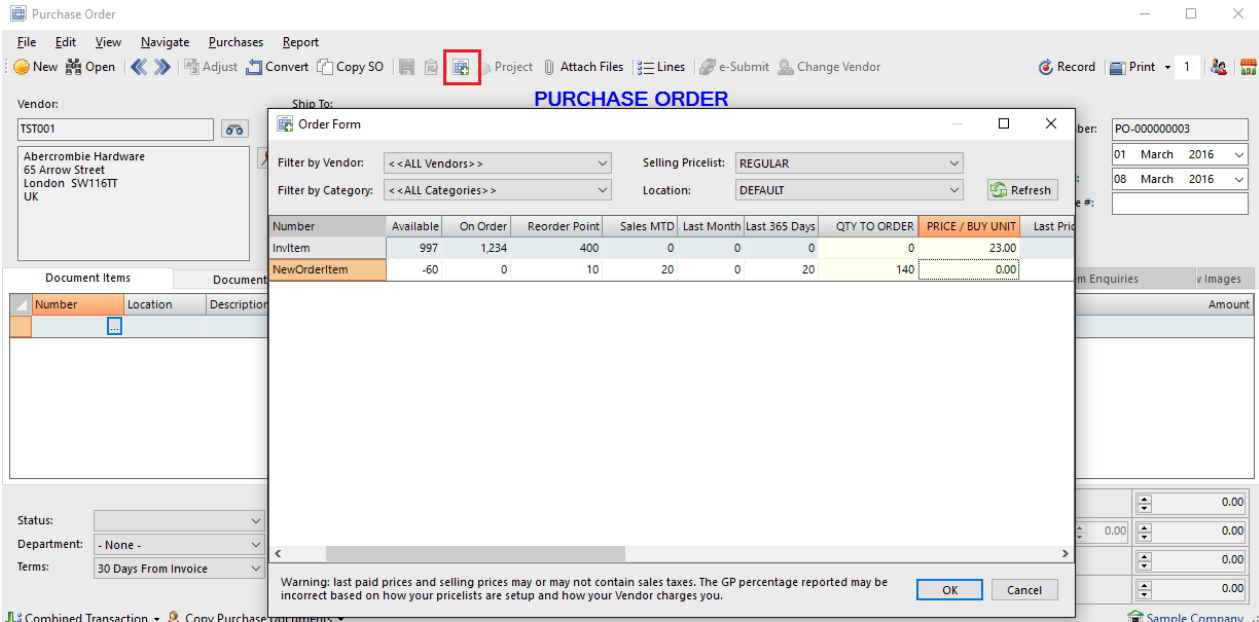 Purchase Order
File Edit View Navigate Purchases Report
New Open Adjust Convert Copy SO Project Attach Files Lines e-Submit Change Vendor Record Print 1
Vendor: Ship To: PURCHASE ORDER
TST001
Abercrombie Hardware
65 Arrow Street
London SW116TT
UK
PO-000000003
01 March 2016
08 March 2016
Order Form
Filter by Vendor: <<ALL Vendors>> Selling Pricelist: REGULAR
Filter by Category: <<ALL Categories>> Location: DEFAULT Refresh
Number Available On Order Reorder Point Sales MTD Last Month Last 365 Days QTY TO ORDER PRICE / BUY UNIT Last Pric
InvItem 997 1,234 400 0 0 0 0 23.00
NewOrderItem -60 0 10 20 0 20 140 0.00
Warning: last paid prices and selling prices may or may not contain sales taxes. The GP percentage reported may be
incorrect based on how your pricelists are setup and how your Vendor charges you.
OK Cancel
Document Items Document Enquiries Images
Number Location Description Amount
...
Status:
Department: - None -
Terms: 30 Days From Invoice
0.00
0.00 0.00
0.00
0.00
Combined Transaction Copy Purchase Documents Sample Company